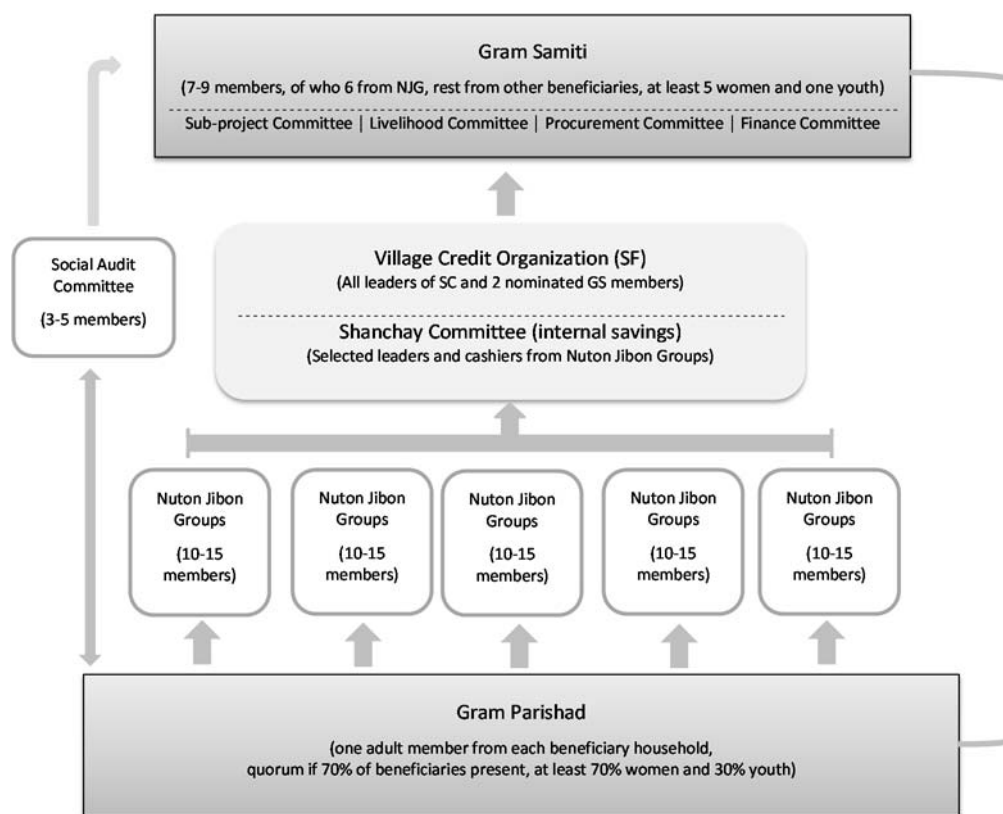 Gram Samiti
(7-9 members, of who 6 from NJG, rest from other beneficiaries, at least 5 women and one youth)
Sub-project Committee | Livelihood Committee | Procurement Committee | Finance Committee
Social Audit
Committee
(3-5 members)
Village Credit Organization (SF)
(All leaders of SC and 2 nominated GS members)
Shanchay Committee (internal savings)
(Selected leaders and cashiers from Nuton Jibon Groups)
Nuton Jibon
Groups
(10-15
members)
Nuton Jibon
Groups
(10-15
members)
Nuton Jibon
Groups
(10-15
members)
Nuton Jibon
Groups
(10-15
members)
Nuton Jibon
Groups
(10-15
members)
Gram Parishad
(one adult member from each beneficiary household,
quorum if 70% of beneficiaries present, at least 70% women and 30% youth)